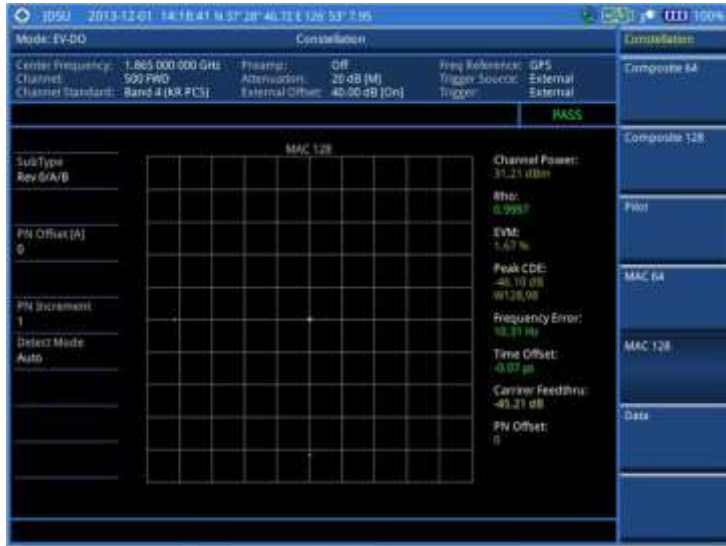 JDSU 2013-12-01 14:18:41 N 37° 28' 46.72 E 126° 53' 7.95 100%
Mode: EV-DO Constellation Constellation
Center Frequency: 1.865 000 000 GHz Preamp: Off Freq Reference: GPS
Channel: 500 FWD Attenuation: 20 dB [M] Trigger Source: External
Channel Standard: Band 4 (KR PCS) External Offset: 40.00 dB [On] Trigger: External
PASS
Composite 64
Composite 128
Pilot
MAC 64
MAC 128
Data
SubType
Rev 0/A/B
PN Offset [A]
0
PN Increment
1
Detect Mode
Auto
MAC 128
Channel Power:
31.21 dBm
Rho:
0.9997
EVM:
1.67 %
Peak CDE:
-46.10 dB
W128,98
Frequency Error:
Hz
Time Offset:
-0.07 µs
Carrirer Feedthru:
-45.21 dB
PN Offset:
0